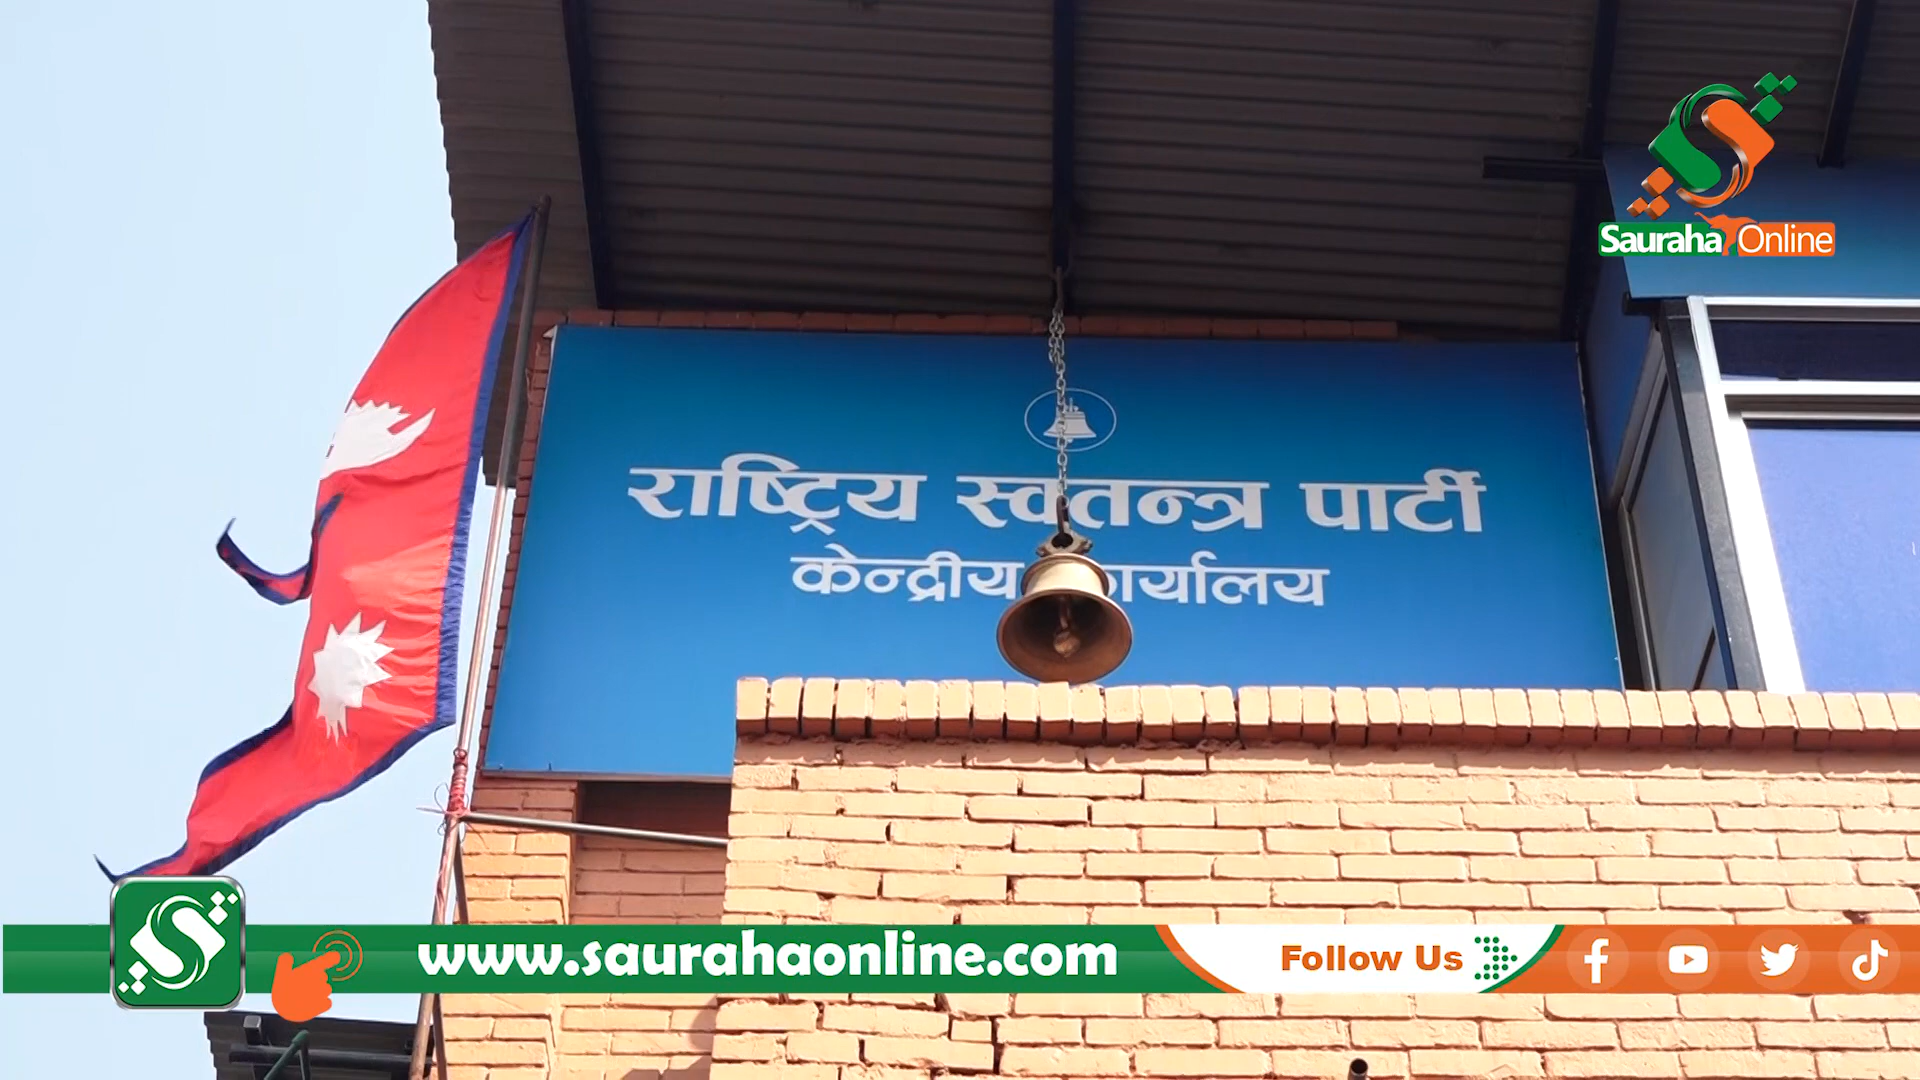 Sauraha Online
राष्ट्रिय स्वतन्त्र पार्टी
केन्द्रीय कार्यालय
www.saurahaonline.com
Follow Us